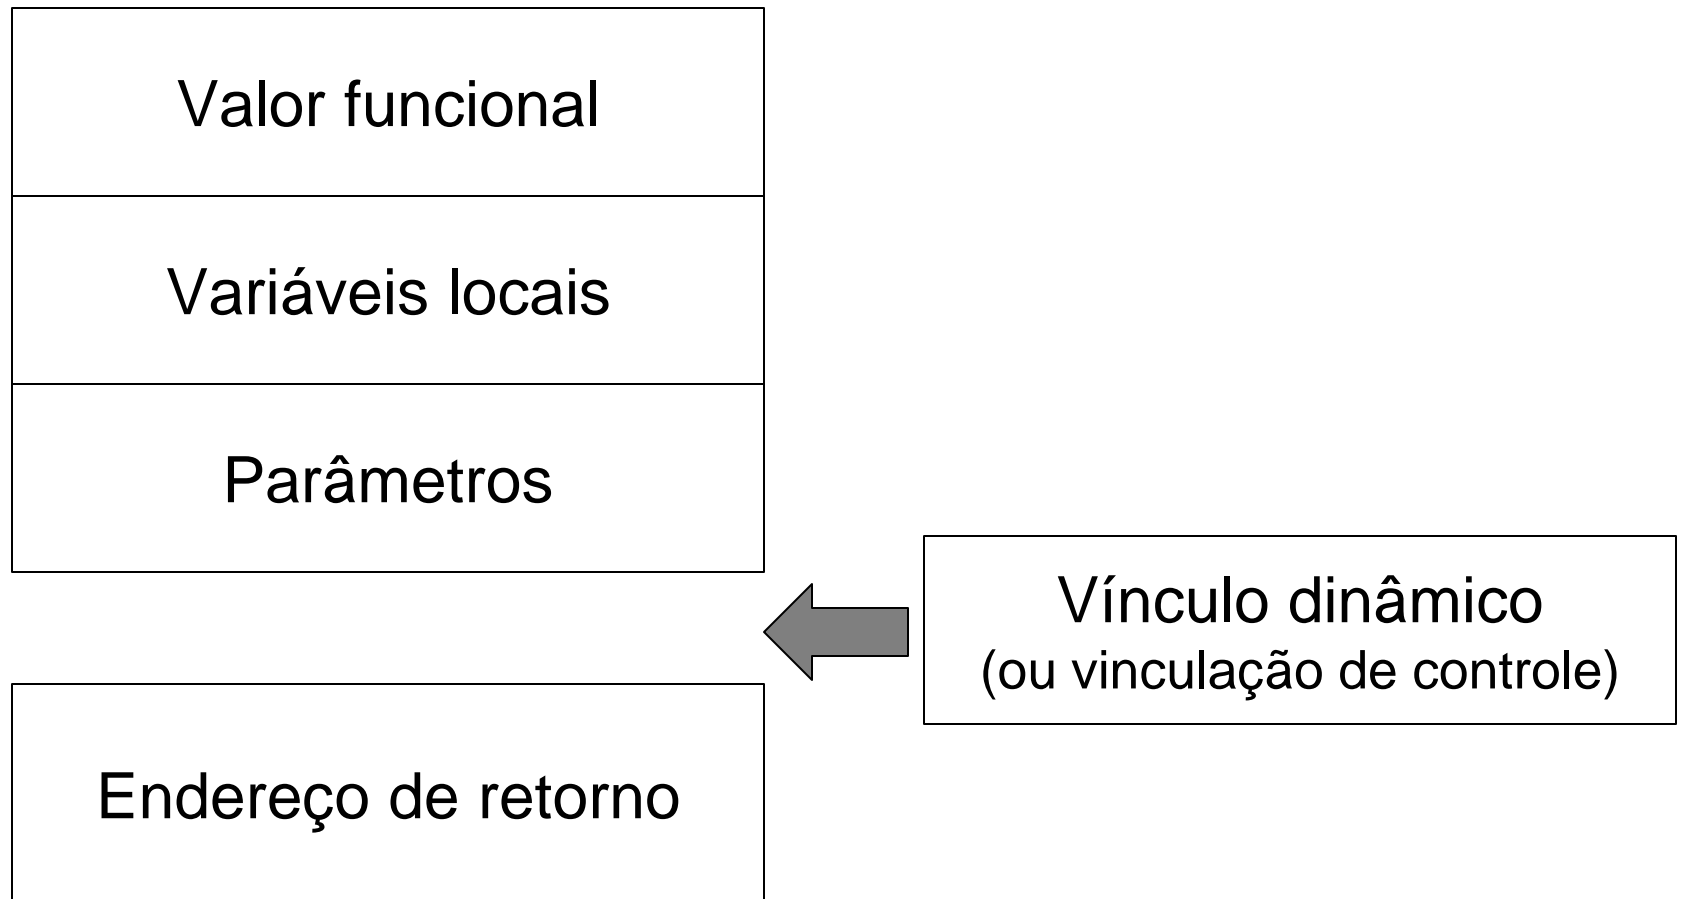 Valor funcional
Variáveis locais
Parâmetros
Vínculo dinâmico
(ou vinculação de controle)
Endereço de retorno